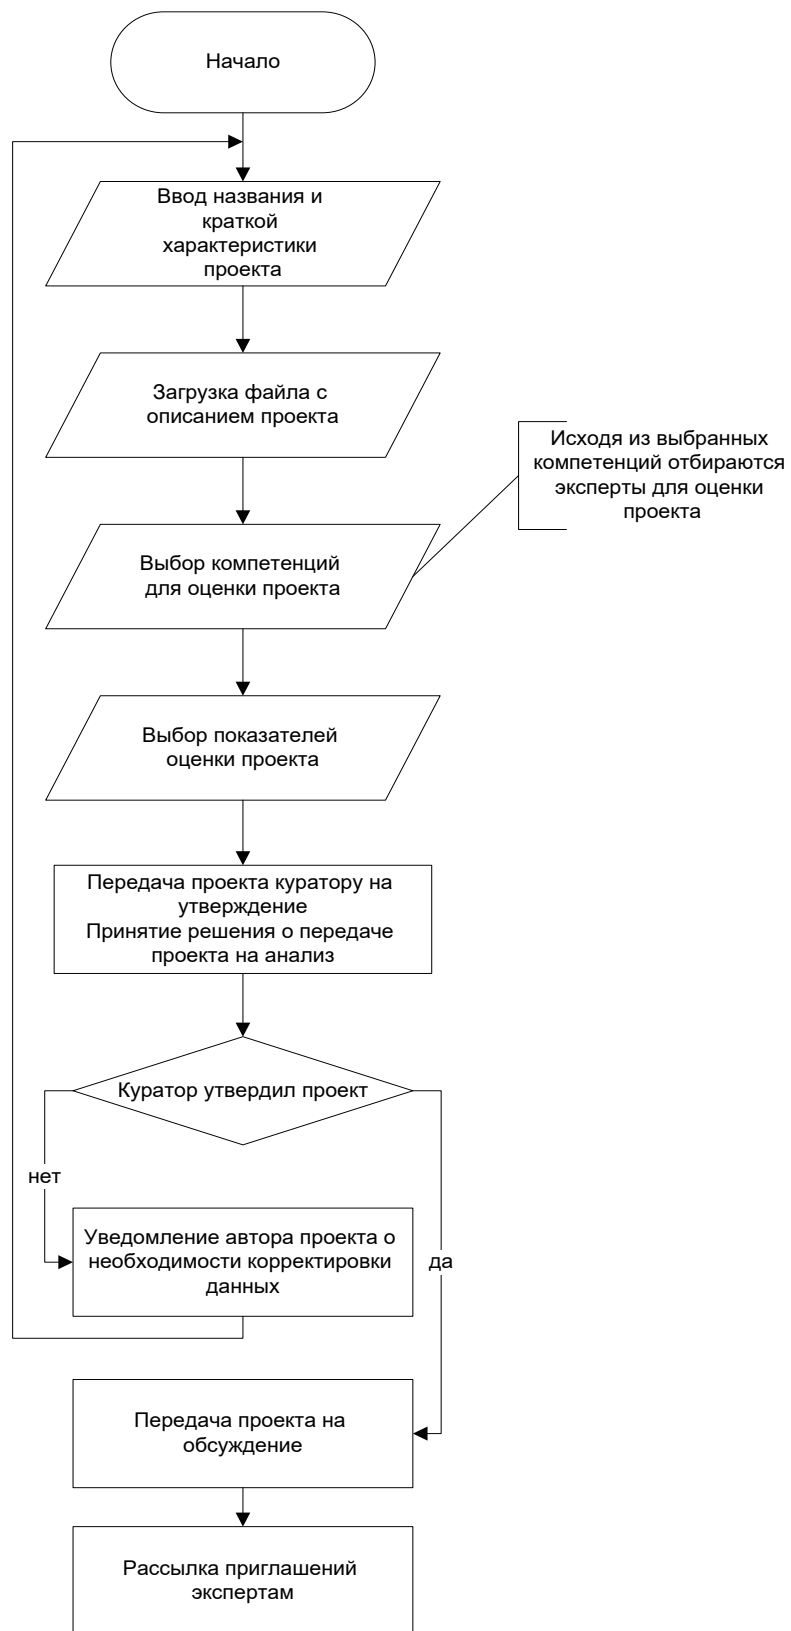 Начало
Ввод названия и
краткой
характеристики
проекта
Загрузка файла с
описанием проекта
Исходя из выбранных
компетенций отбираются
эксперты для оценки
проекта
Выбор компетенций
для оценки проекта
Выбор показателей
оценки проекта
Передача проекта куратору на
утверждение
Принятие решения о передаче
проекта на анализ
Куратор утвердил проект
нет
Уведомление автора проекта о
необходимости корректировки
данных
да
Передача проекта на
обсуждение
Рассылка приглашений
экспертам